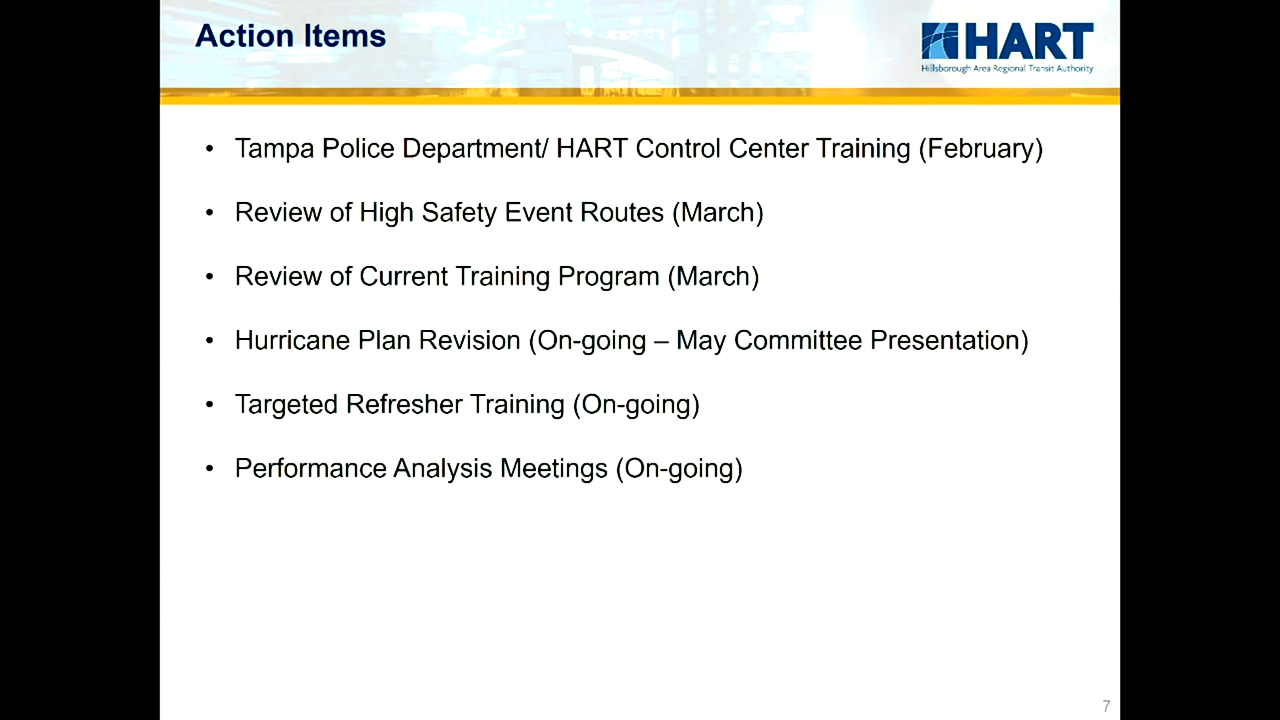 Action Items
HART
Hillsborough Area Regional Transit Authority
• Tampa Police Department/ HART Control Center Training (February)
• Review of High Safety Event Routes (March)
• Review of Current Training Program (March)
• Hurricane Plan Revision (On-going – May Committee Presentation)
• Targeted Refresher Training (On-going)
• Performance Analysis Meetings (On-going)
7